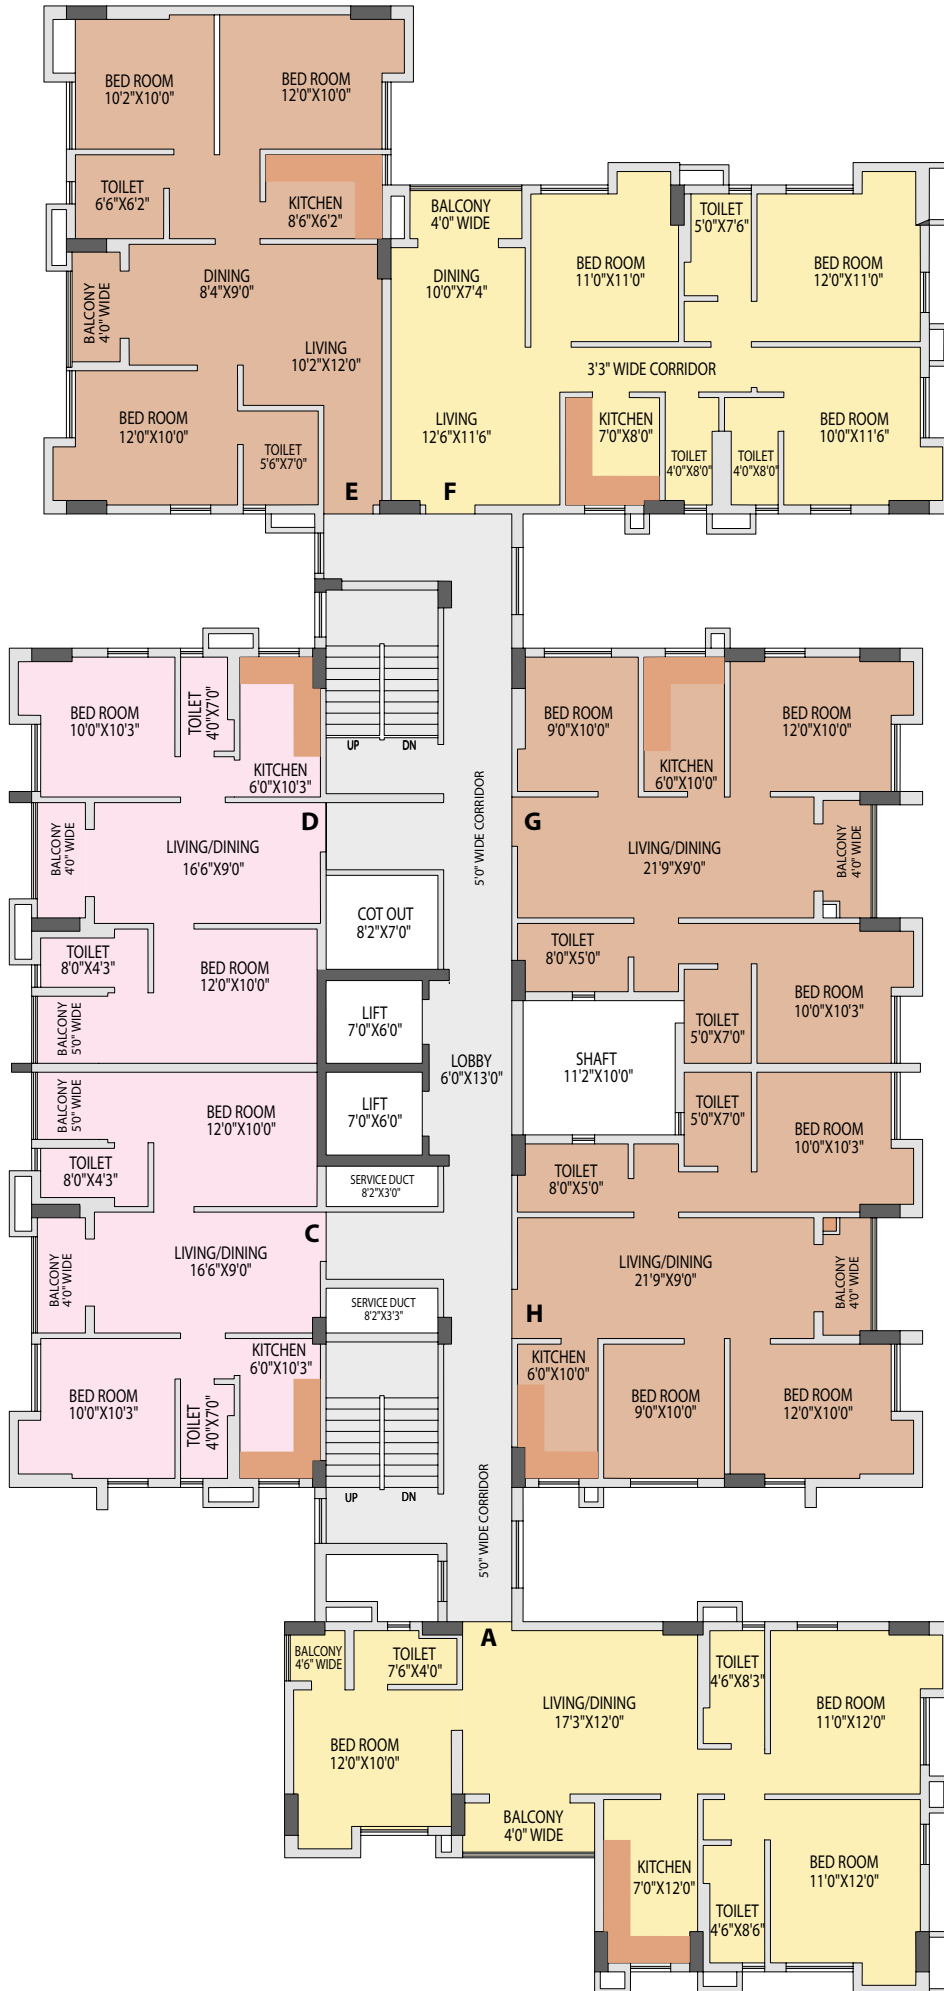 BED ROOM
10'2"X10'0"
BED ROOM
12'0"X10'0"
TOILET
6'6"X6'2"
KITCHEN
8'6"X6'2"
DINING
8'4"X9'0"
BALCONY
4'0" WIDE
LIVING
10'2"X12'0"
BED ROOM
12'0"X10'0"
TOILET
5'6"X7'0"
E
BALCONY
4'0" WIDE
TOILET
5'0"X7'6"
DINING
10'0"X7'4"
BED ROOM
11'0"X11'0"
BED ROOM
12'0"X11'0"
3'3" WIDE CORRIDOR
LIVING
12'6"X11'6"
KITCHEN
7'0"X8'0"
BED ROOM
10'0"X11'6"
TOILET
4'0"X8'0"
TOILET
4'0"X8'0"
F
BED ROOM
10'0"X10'3"
TOILET
4'0"X7'0"
KITCHEN
6'0"X10'3"
D
BALCONY
4'0" WIDE
LIVING/DINING
16'6"X9'0"
TOILET
8'0"X4'3"
BED ROOM
12'0"X10'0"
BALCONY
5'0" WIDE
UP
DN
5'0" WIDE CORRIDOR
COT OUT
8'2"X7'0"
LIFT
7'0"X6'0"
LOBBY
6'0"X13'0"
LIFT
7'0"X6'0"
SERVICE DUCT
8'2"X3'0"
SERVICE DUCT
8'2"X3'3"
UP
DN
5'0" WIDE CORRIDOR
BED ROOM
9'0"X10'0"
KITCHEN
6'0"X10'0"
BED ROOM
12'0"X10'0"
G
LIVING/DINING
21'9"X9'0"
BALCONY
4'0" WIDE
TOILET
8'0"X5'0"
BED ROOM
10'0"X10'3"
TOILET
5'0"X7'0"
SHAFT
11'2"X10'0"
BALCONY
5'0" WIDE
BED ROOM
12'0"X10'0"
TOILET
8'0"X4'3"
C
LIVING/DINING
16'6"X9'0"
BALCONY
4'0" WIDE
KITCHEN
6'0"X10'3"
BED ROOM
10'0"X10'3"
TOILET
4'0"X7'0"
TOILET
5'0"X7'0"
BED ROOM
10'0"X10'3"
TOILET
8'0"X5'0"
LIVING/DINING
21'9"X9'0"
BALCONY
4'0" WIDE
H
KITCHEN
6'0"X10'0"
BED ROOM
9'0"X10'0"
BED ROOM
12'0"X10'0"
A
BALCONY
4'6" WIDE
TOILET
7'6"X4'0"
TOILET
4'6"X8'3"
LIVING/DINING
17'3"X12'0"
BED ROOM
11'0"X12'0"
BED ROOM
12'0"X10'0"
BALCONY
4'0" WIDE
KITCHEN
7'0"X12'0"
BED ROOM
11'0"X12'0"
TOILET
4'6"X8'6"